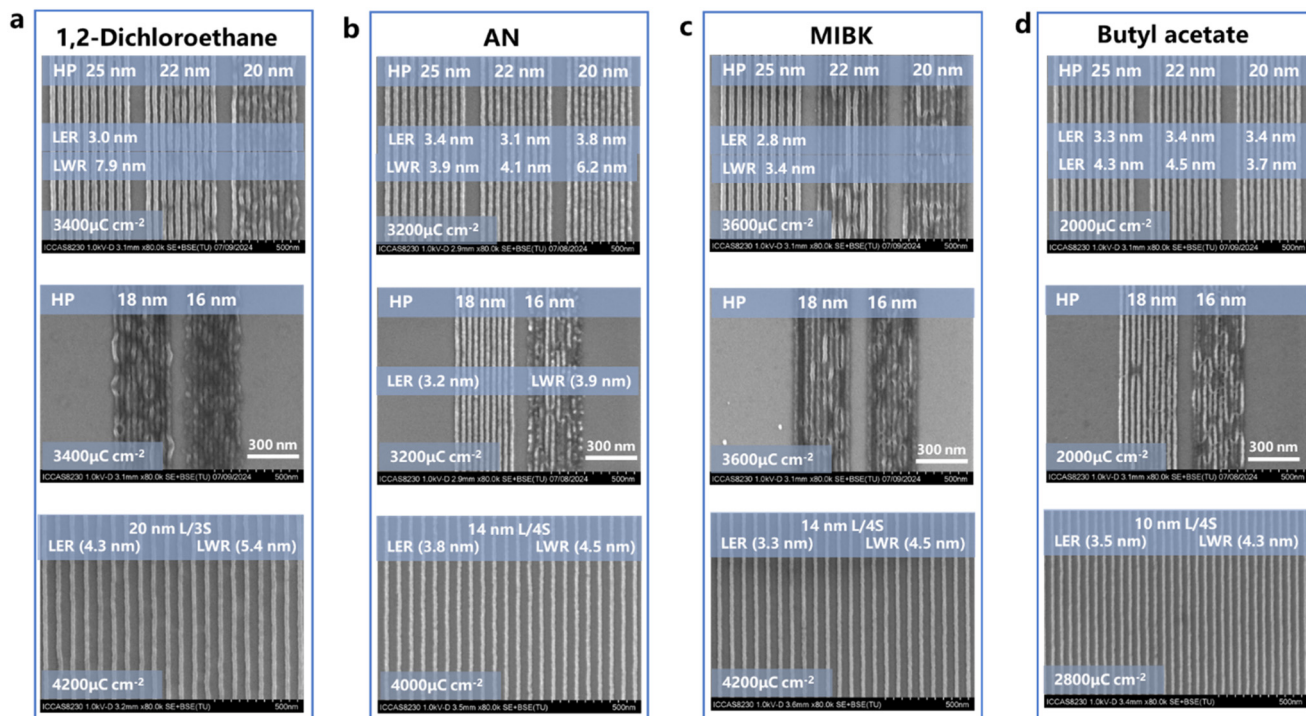 a
1,2-Dichloroethane
HP 25 nm 22 nm 20 nm
LER 3.0 nm
LWR 7.9 nm
3400μC cm⁻²
ICCAS8230 1.0kV-D 3.1mm x80.0k SE+BSE(TU) 07/09/2024 500nm
HP 18 nm 16 nm
300 nm
3400μC cm⁻²
ICCAS8230 1.0kV-D 3.1mm x80.0k SE+BSE(TU) 07/09/2024 500nm
20 nm L/3S
LER (4.3 nm) LWR (5.4 nm)
4200μC cm⁻²
ICCAS8230 1.0kV-D 3.2mm x80.0k SE+BSE(TU) 500nm
b
AN
HP 25 nm 22 nm 20 nm
LER 3.4 nm 3.1 nm 3.8 nm
LWR 3.9 nm 4.1 nm 6.2 nm
3200μC cm⁻²
ICCAS8230 1.0kV-D 2.9mm x80.0k SE+BSE(TU) 07/08/2024 500nm
HP 18 nm 16 nm
LER (3.2 nm) LWR (3.9 nm)
300 nm
3200μC cm⁻²
ICCAS8230 1.0kV-D 2.9mm x80.0k SE+BSE(TU) 07/08/2024 500nm
14 nm L/4S
LER (3.8 nm) LWR (4.5 nm)
4000μC cm⁻²
ICCAS8230 1.0kV-D 3.5mm x80.0k SE+BSE(TU) 500nm
c
MIBK
HP 25 nm 22 nm 20 nm
LER 2.8 nm
LWR 3.4 nm
3600μC cm⁻²
ICCAS8230 1.0kV-D 3.1mm x80.0k SE+BSE(TU) 07/09/2024 500nm
HP 18 nm 16 nm
300 nm
3600μC cm⁻²
ICCAS8230 1.0kV-D 3.1mm x80.0k SE+BSE(TU) 07/09/2024 500nm
14 nm L/4S
LER (3.3 nm) LWR (4.5 nm)
4200μC cm⁻²
ICCAS8230 1.0kV-D 3.6mm x80.0k SE+BSE(TU) 500nm
d
Butyl acetate
HP 25 nm 22 nm 20 nm
LER 3.3 nm 3.4 nm 3.4 nm
LER 4.3 nm 4.5 nm 3.7 nm
2000μC cm⁻²
ICCAS8230 1.0kV-D 3.1mm x80.0k SE+BSE(TU) 07/09/2024 500nm
HP 18 nm 16 nm
300 nm
2000μC cm⁻²
ICCAS8230 1.0kV-D 3.1mm x80.0k SE+BSE(TU) 07/09/2024 500nm
10 nm L/4S
LER (3.5 nm) LWR (4.3 nm)
2800μC cm⁻²
ICCAS8230 1.0kV-D 3.4mm x80.0k SE+BSE(TU) 500nm